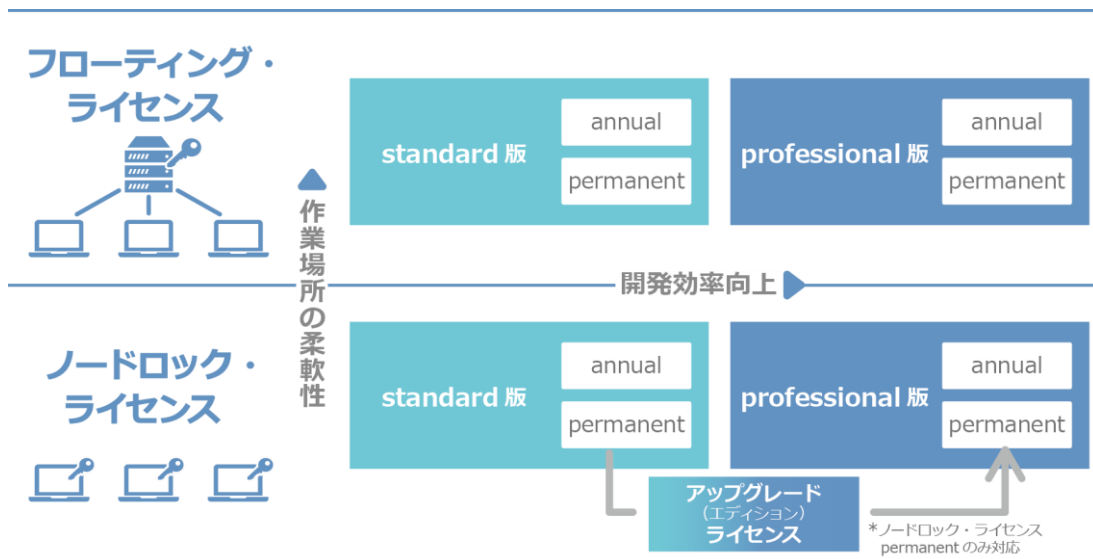 フローティング・
ライセンス
standard 版
annual
permanent
professional 版
annual
permanent
作業場所の柔軟性
開発効率向上
ノードロック・
ライセンス
standard 版
annual
permanent
professional 版
annual
permanent
アップグレード
（エディション）
ライセンス
*ノードロック・ライセンス
permanent のみ対応